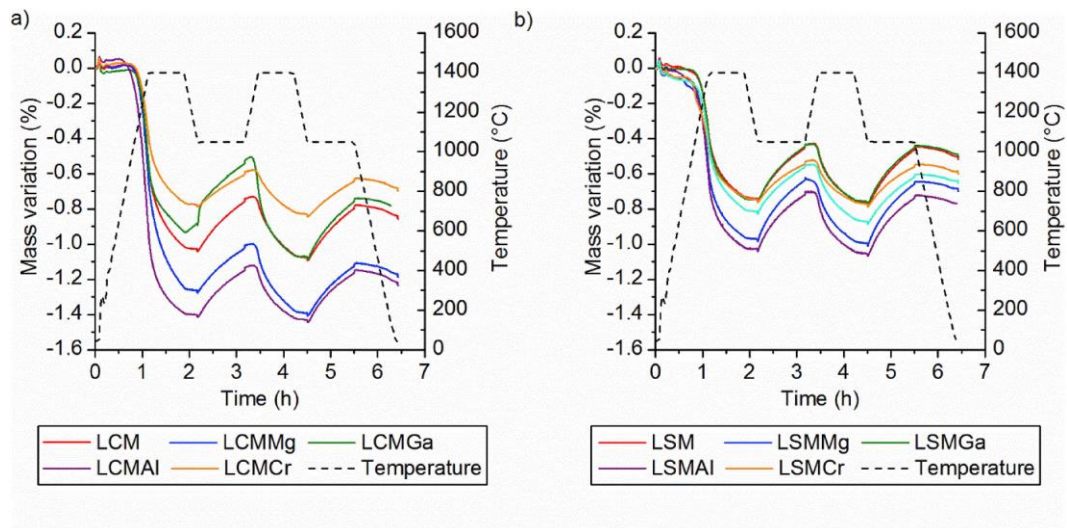 a)
0.2
0.0
-0.2
-0.4
-0.6
-0.8
-1.0
-1.2
-1.4
-1.6
Mass variation (%)
1600
1400
1200
1000
800
600
400
200
0
Temperature (°C)
0 1 2 3 4 5 6 7
Time (h)
LCM LCMMg LCMGa
LCMAl LCMCr Temperature
b)
0.2
0.0
-0.2
-0.4
-0.6
-0.8
-1.0
-1.2
-1.4
-1.6
Mass variation (%)
1600
1400
1200
1000
800
600
400
200
0
Temperature (°C)
0 1 2 3 4 5 6 7
Time (h)
LSM LSMMg LSMGa
LSMAl LSMCr Temperature